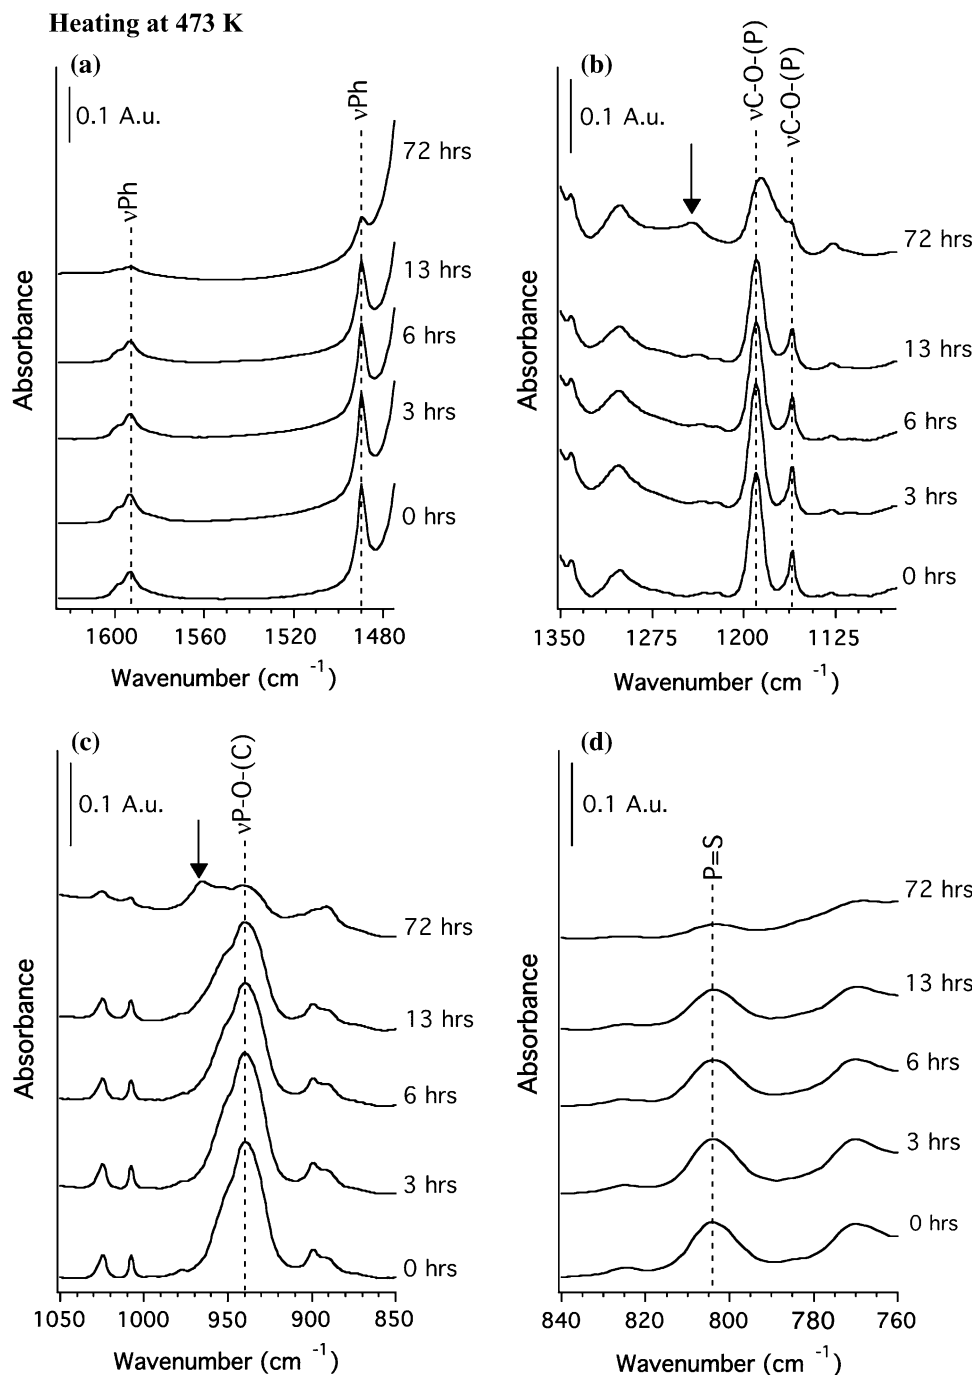 Heating at 473 K
(a)
0.1 A.u.
νPh
νPh
72 hrs
13 hrs
6 hrs
3 hrs
0 hrs
Absorbance
1600 1560 1520 1480
Wavenumber (cm -1)
(b)
0.1 A.u.
νC-O-(P)
νC-O-(P)
72 hrs
13 hrs
6 hrs
3 hrs
0 hrs
Absorbance
1350 1275 1200 1125
Wavenumber (cm -1)
(c)
0.1 A.u.
νP-O-(C)
72 hrs
13 hrs
6 hrs
3 hrs
0 hrs
Absorbance
1050 1000 950 900 850
Wavenumber (cm -1)
(d)
0.1 A.u.
P=S
72 hrs
13 hrs
6 hrs
3 hrs
0 hrs
Absorbance
840 820 800 780 760
Wavenumber (cm -1)